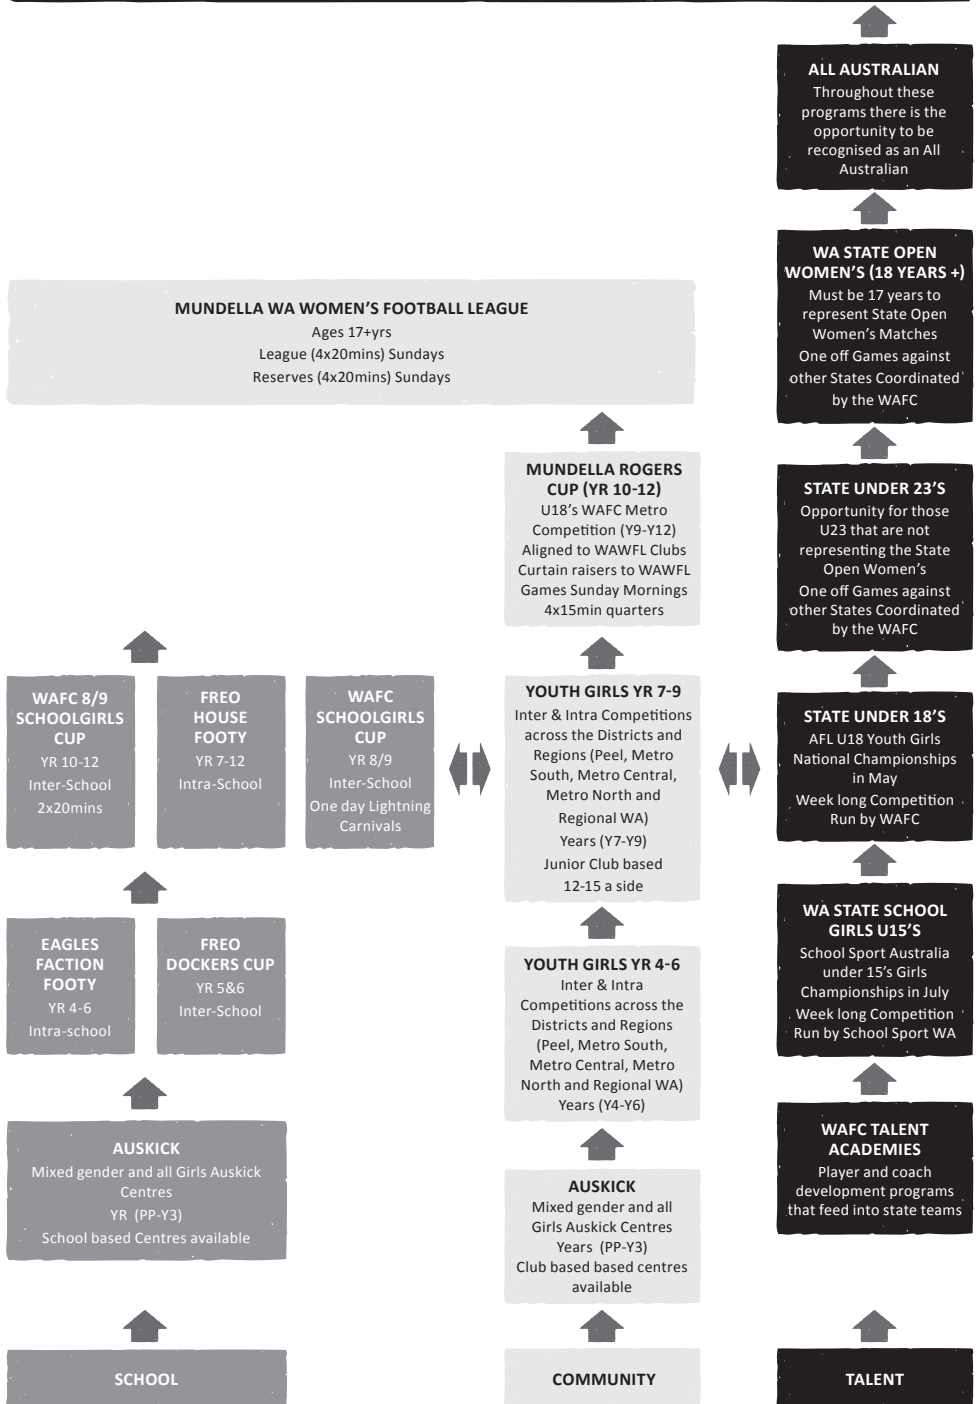 ALL AUSTRALIAN
Throughout these
programs there is the
opportunity to be
recognised as an All
Australian
WA STATE OPEN
WOMEN'S (18 YEARS +)
Must be 17 years to
represent State Open
Women's Matches
One off Games against
other States Coordinated
by the WAFC
MUNDELLA WA WOMEN'S FOOTBALL LEAGUE
Ages 17+yrs
League (4x20mins) Sundays
Reserves (4x20mins) Sundays
MUNDELLA ROGERS
CUP (YR 10-12)
U18's WAFC Metro
Competition (Y9-Y12)
Aligned to WAWFL Clubs
Curtain raisers to WAWFL
Games Sunday Mornings
4x15min quarters
STATE UNDER 23'S
Opportunity for those
U23 that are not
representing the State
Open Women's
One off Games against
other States Coordinated
by the WAFC
WAFC 8/9
SCHOOLGIRLS
CUP
YR 10-12
Inter-School
2x20mins
FREO
HOUSE
FOOTY
YR 7-12
Intra-School
WAFC
SCHOOLGIRLS
CUP
YR 8/9
Inter-School
One day Lightning
Carnivals
YOUTH GIRLS YR 7-9
Inter & Intra Competitions
across the Districts and
Regions (Peel, Metro
South, Metro Central,
Metro North and
Regional WA)
Years (Y7-Y9)
Junior Club based
12-15 a side
STATE UNDER 18'S
AFL U18 Youth Girls
National Championships
in May
Week long Competition
Run by WAFC
EAGLES
FACTION
FOOTY
YR 4-6
Intra-school
FREO
DOCKERS CUP
YR 5&6
Inter-School
YOUTH GIRLS YR 4-6
Inter & Intra
Competitions across the
Districts and Regions
(Peel, Metro South,
Metro Central, Metro
North and Regional WA)
Years (Y4-Y6)
WA STATE SCHOOL
GIRLS U15'S
School Sport Australia
under 15's Girls
Championships in July
Week long Competition
Run by School Sport WA
AUSKICK
Mixed gender and all Girls Auskick
Centres
YR (PP-Y3)
School based Centres available
AUSKICK
Mixed gender and all
Girls Auskick Centres
Years (PP-Y3)
Club based based centres
available
WAFC TALENT
ACADEMIES
Player and coach
development programs
that feed into state teams
SCHOOL
COMMUNITY
TALENT